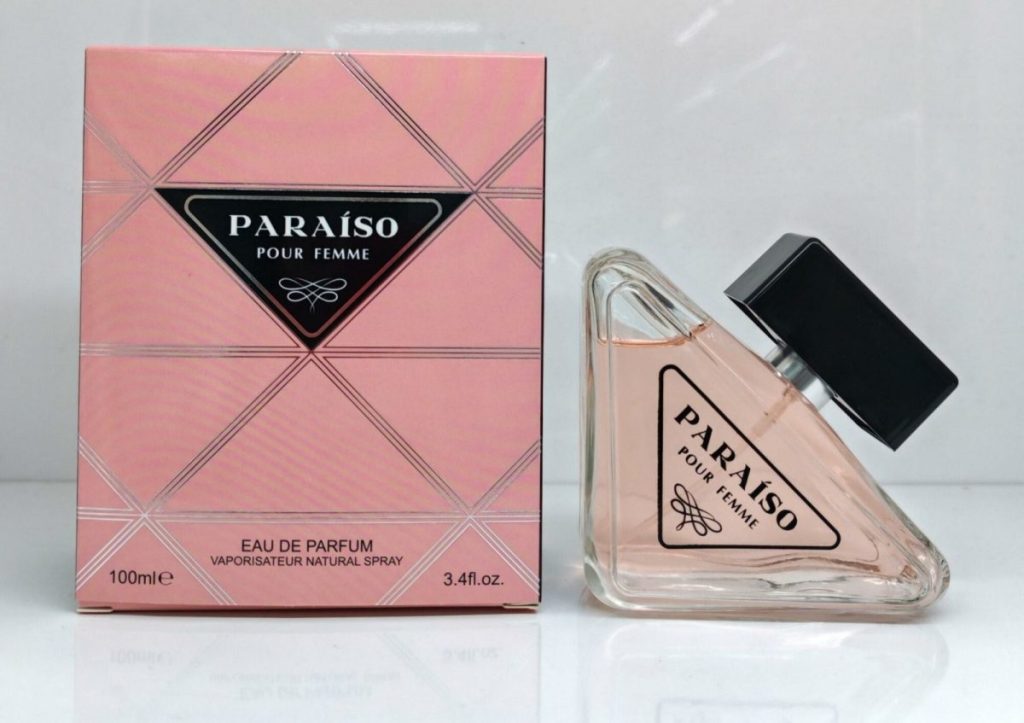 PARAÍSO
POUR FEMME
EAU DE PARFUM
VAPORISATEUR NATURAL SPRAY
100ml℮
3.4fl.oz.
PARAÍSO
POUR FEMME